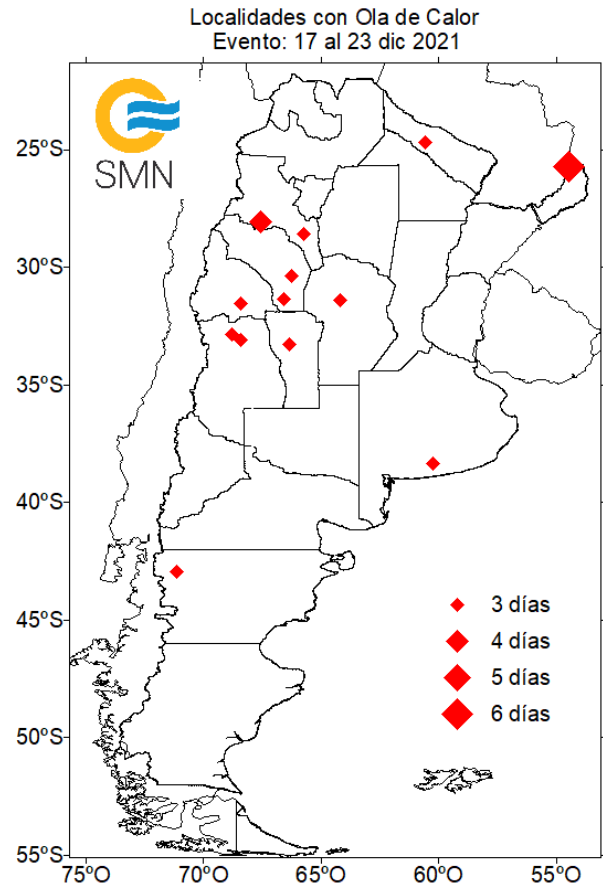 Localidades con Ola de Calor
Evento: 17 al 23 dic 2021
SMN
25ºS
30ºS
35ºS
40ºS
45ºS
50ºS
55ºS
3 días
4 días
5 días
6 días
75ºO
70ºO
65ºO
60ºO
55ºO